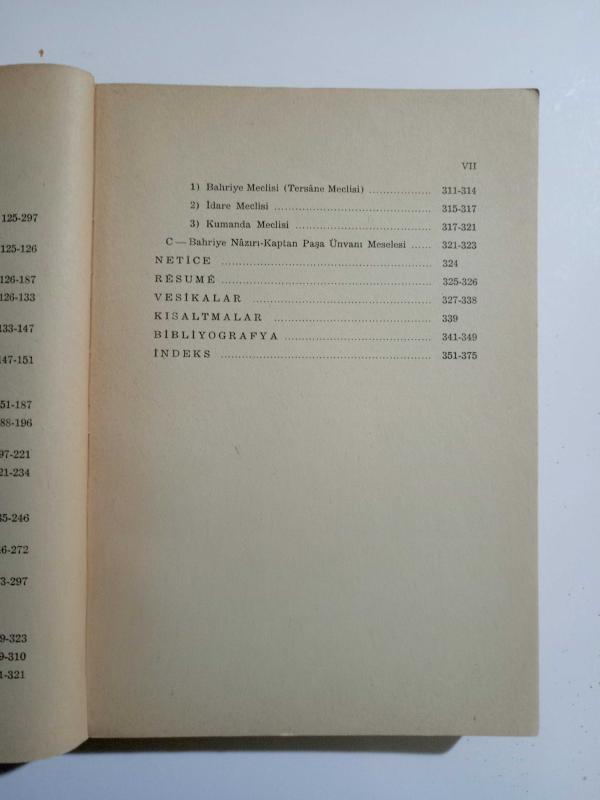 125-297
125-126
126-187
126-133
133-147
147-151
51-187
88-196
97-221
21-234
35-246
6-272
3-297
9-323
9-310
1-321
VII
1) Bahriye Meclisi (Tersâne Meclisi) .................. 311-314
2) İdare Meclisi ............................................. 315-317
3) Kumanda Meclisi ....................................... 317-321
C — Bahriye Nâzırı-Kaptan Paşa Ünvanı Meselesi ...... 321-323
NETİCE ............................................................ 324
RÉSUMÉ ............................................................ 325-326
VESİKALAR .................................................... 327-338
KISALTMALAR .............................................. 339
BİBLİYOGRAFYA .......................................... 341-349
İNDEKS ............................................................ 351-375